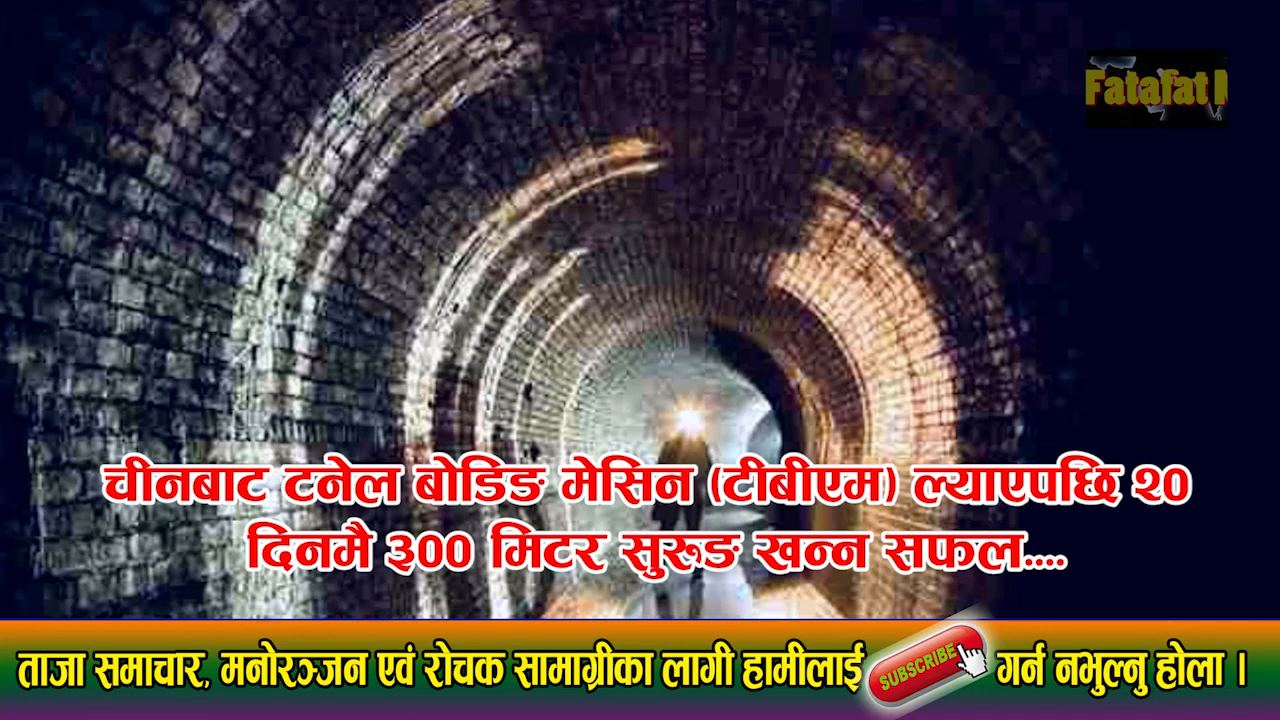 Fatafat
चीनबाट टनेल बोडिङ मेसिन (टीबीएम) ल्याएपछि २०
दिनमै ३०० मिटर सुरुङ खन्न सफल....
ताजा समाचार, मनोरञ्जन एवं रोचक सामाग्रीका लागी हामीलाई SUBSCRIBE गर्न नभुल्नु होला ।